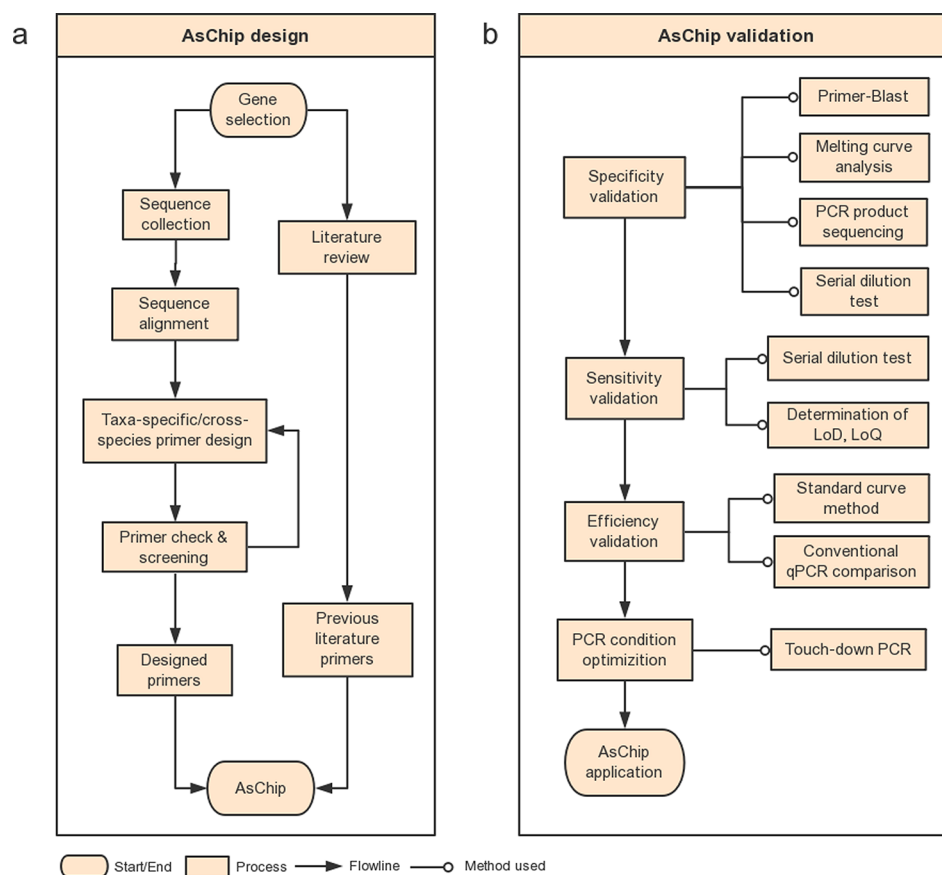 a
AsChip design
Gene
selection
Sequence
collection
Literature
review
Sequence
alignment
Taxa-specific/cross-
species primer design
Primer check &
screening
Previous
literature
primers
Designed
primers
AsChip
b
AsChip validation
Specificity
validation
Primer-Blast
Melting curve
analysis
PCR product
sequencing
Serial dilution
test
Sensitivity
validation
Serial dilution test
Determination of
LoD, LoQ
Efficiency
validation
Standard curve
method
Conventional
qPCR comparison
PCR condition
optimizition
Touch-down PCR
AsChip
application
Start/End
Process
Flowline
Method used